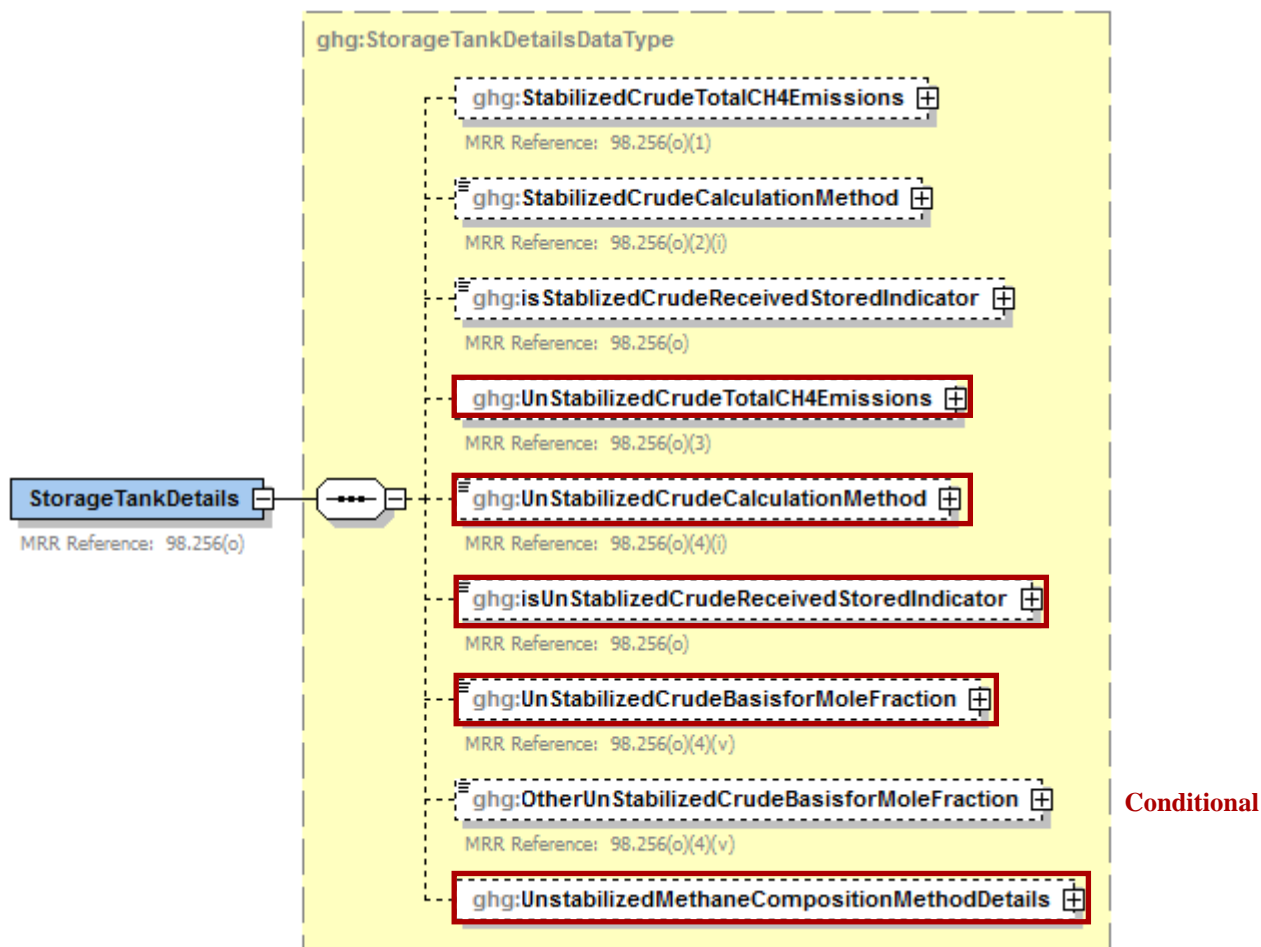 ghg:StorageTankDetailsDataType
ghg:StabilizedCrudeTotalCH4Emissions
MRR Reference: 98.256(o)(1)
ghg:StabilizedCrudeCalculationMethod
MRR Reference: 98.256(o)(2)(i)
ghg:isStablizedCrudeReceivedStoredIndicator
MRR Reference: 98.256(o)
ghg:UnStabilizedCrudeTotalCH4Emissions
MRR Reference: 98.256(o)(3)
StorageTankDetails
MRR Reference: 98.256(o)
ghg:UnStabilizedCrudeCalculationMethod
MRR Reference: 98.256(o)(4)(i)
ghg:isUnStablizedCrudeReceivedStoredIndicator
MRR Reference: 98.256(o)
ghg:UnStabilizedCrudeBasisforMoleFraction
MRR Reference: 98.256(o)(4)(v)
ghg:OtherUnStabilizedCrudeBasisforMoleFraction
Conditional
MRR Reference: 98.256(o)(4)(v)
ghg:UnstabilizedMethaneCompositionMethodDetails